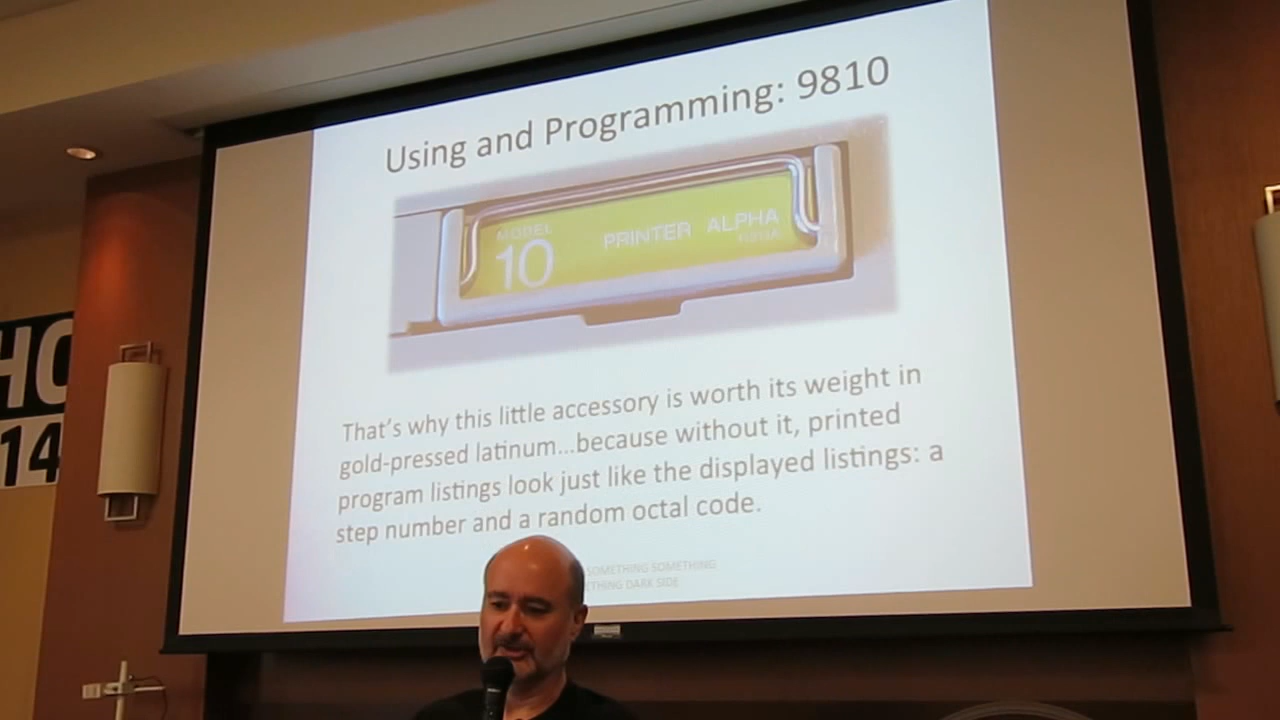 Using and Programming: 9810
MODEL
10
PRINTER ALPHA
That's why this little accessory is worth its weight in
gold-pressed latinum...because without it, printed
program listings look just like the displayed listings: a
step number and a random octal code.
SOMETHING SOMETHING
THING DARK SIDE
HC
14